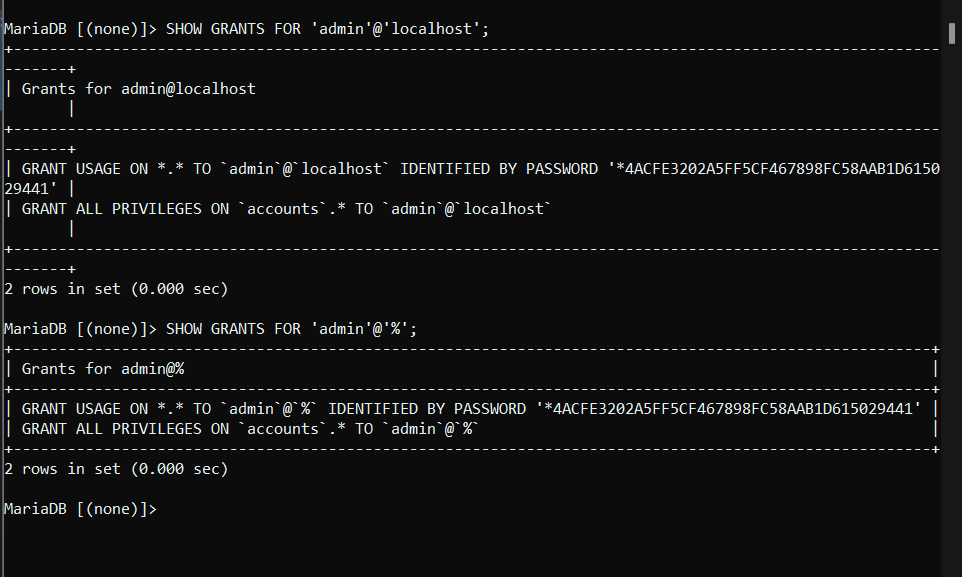 MariaDB [(none)]> SHOW GRANTS FOR 'admin'@'localhost';
+--------------------------------------------------------------------------------------------------------
-------+
| Grants for admin@localhost
       |
+--------------------------------------------------------------------------------------------------------
-------+
| GRANT USAGE ON *.* TO `admin`@`localhost` IDENTIFIED BY PASSWORD '*4ACFE3202A5FF5CF467898FC58AAB1D6150
29441' |
| GRANT ALL PRIVILEGES ON `accounts`.* TO `admin`@`localhost`
       |
+--------------------------------------------------------------------------------------------------------
-------+
2 rows in set (0.000 sec)
MariaDB [(none)]> SHOW GRANTS FOR 'admin'@'%';
+-------------------------------------------------------------------------------------------------------+
| Grants for admin@%                                                                                    |
+-------------------------------------------------------------------------------------------------------+
| GRANT USAGE ON *.* TO `admin`@`%` IDENTIFIED BY PASSWORD '*4ACFE3202A5FF5CF467898FC58AAB1D615029441' |
| GRANT ALL PRIVILEGES ON `accounts`.* TO `admin`@`%`                                                   |
+-------------------------------------------------------------------------------------------------------+
2 rows in set (0.000 sec)
MariaDB [(none)]>